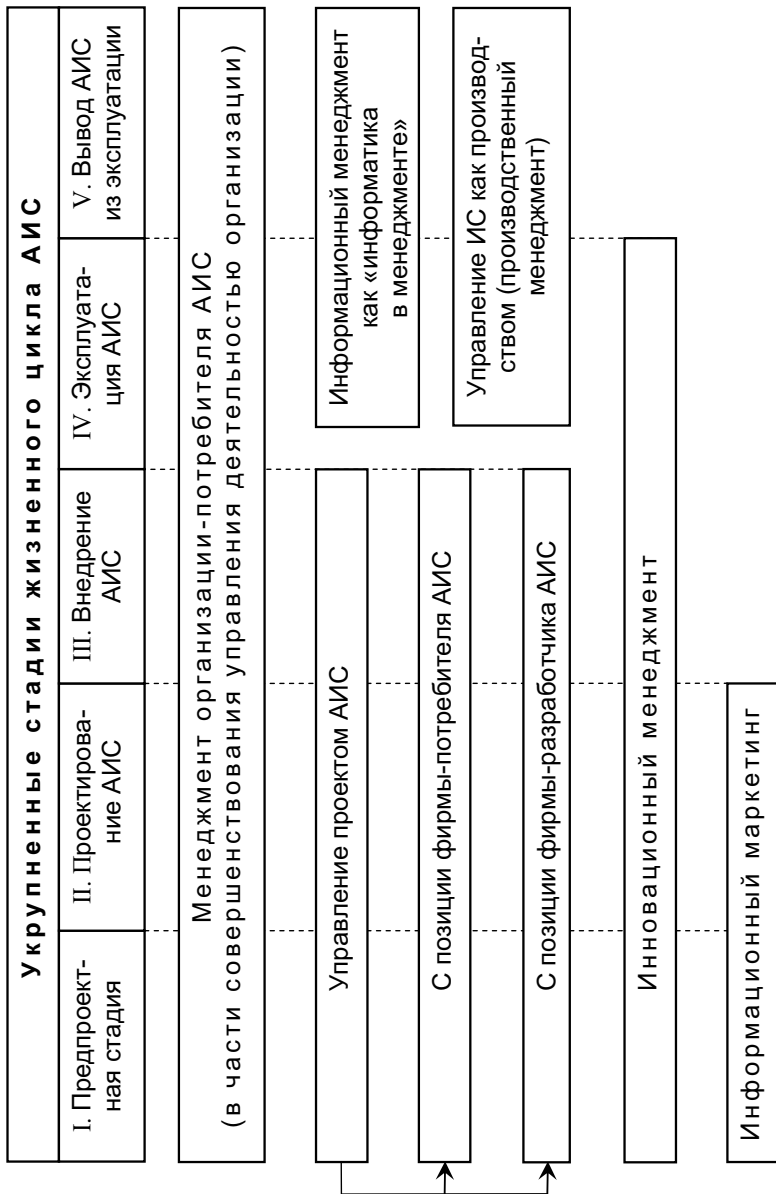 Укрупненные стадии жизненного цикла АИС
I. Предпроект-
ная стадия
II. Проектирова-
ние АИС
III. Внедрение
АИС
IV. Эксплуата-
ция АИС
V. Вывод АИС
из эксплуатации
Менеджмент организации-потребителя АИС
(в части совершенствования управления деятельностью организации)
Управление проектом АИС
Информационный менеджмент
как «информатика
в менеджменте»
С позиции фирмы-потребителя АИС
Управление ИС как производ-
ством (производственный
менеджмент)
С позиции фирмы-разработчика АИС
Инновационный менеджмент
Информационный маркетинг